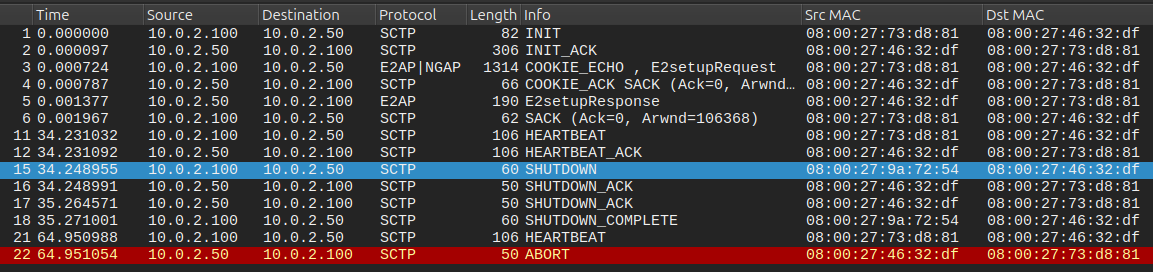 Time Source Destination Protocol Length Info Src MAC Dst MAC
1 0.000000 10.0.2.100 10.0.2.50 SCTP 82 INIT 08:00:27:73:d8:81 08:00:27:46:32:df
2 0.000097 10.0.2.50 10.0.2.100 SCTP 306 INIT_ACK 08:00:27:46:32:df 08:00:27:73:d8:81
3 0.000724 10.0.2.100 10.0.2.50 E2AP|NGAP 1314 COOKIE_ECHO , E2setupRequest 08:00:27:73:d8:81 08:00:27:46:32:df
4 0.000787 10.0.2.50 10.0.2.100 SCTP 66 COOKIE_ACK SACK (Ack=0, Arwnd… 08:00:27:46:32:df 08:00:27:73:d8:81
5 0.001377 10.0.2.50 10.0.2.100 E2AP 190 E2setupResponse 08:00:27:46:32:df 08:00:27:73:d8:81
6 0.001967 10.0.2.100 10.0.2.50 SCTP 62 SACK (Ack=0, Arwnd=106368) 08:00:27:73:d8:81 08:00:27:46:32:df
11 34.231032 10.0.2.100 10.0.2.50 SCTP 106 HEARTBEAT 08:00:27:73:d8:81 08:00:27:46:32:df
12 34.231092 10.0.2.50 10.0.2.100 SCTP 106 HEARTBEAT_ACK 08:00:27:46:32:df 08:00:27:73:d8:81
15 34.248955 10.0.2.100 10.0.2.50 SCTP 60 SHUTDOWN 08:00:27:9a:72:54 08:00:27:46:32:df
16 34.248991 10.0.2.50 10.0.2.100 SCTP 50 SHUTDOWN_ACK 08:00:27:46:32:df 08:00:27:73:d8:81
17 35.264571 10.0.2.50 10.0.2.100 SCTP 50 SHUTDOWN_ACK 08:00:27:46:32:df 08:00:27:73:d8:81
18 35.271001 10.0.2.100 10.0.2.50 SCTP 60 SHUTDOWN_COMPLETE 08:00:27:9a:72:54 08:00:27:46:32:df
21 64.950988 10.0.2.100 10.0.2.50 SCTP 106 HEARTBEAT 08:00:27:73:d8:81 08:00:27:46:32:df
22 64.951054 10.0.2.50 10.0.2.100 SCTP 50 ABORT 08:00:27:46:32:df 08:00:27:73:d8:81